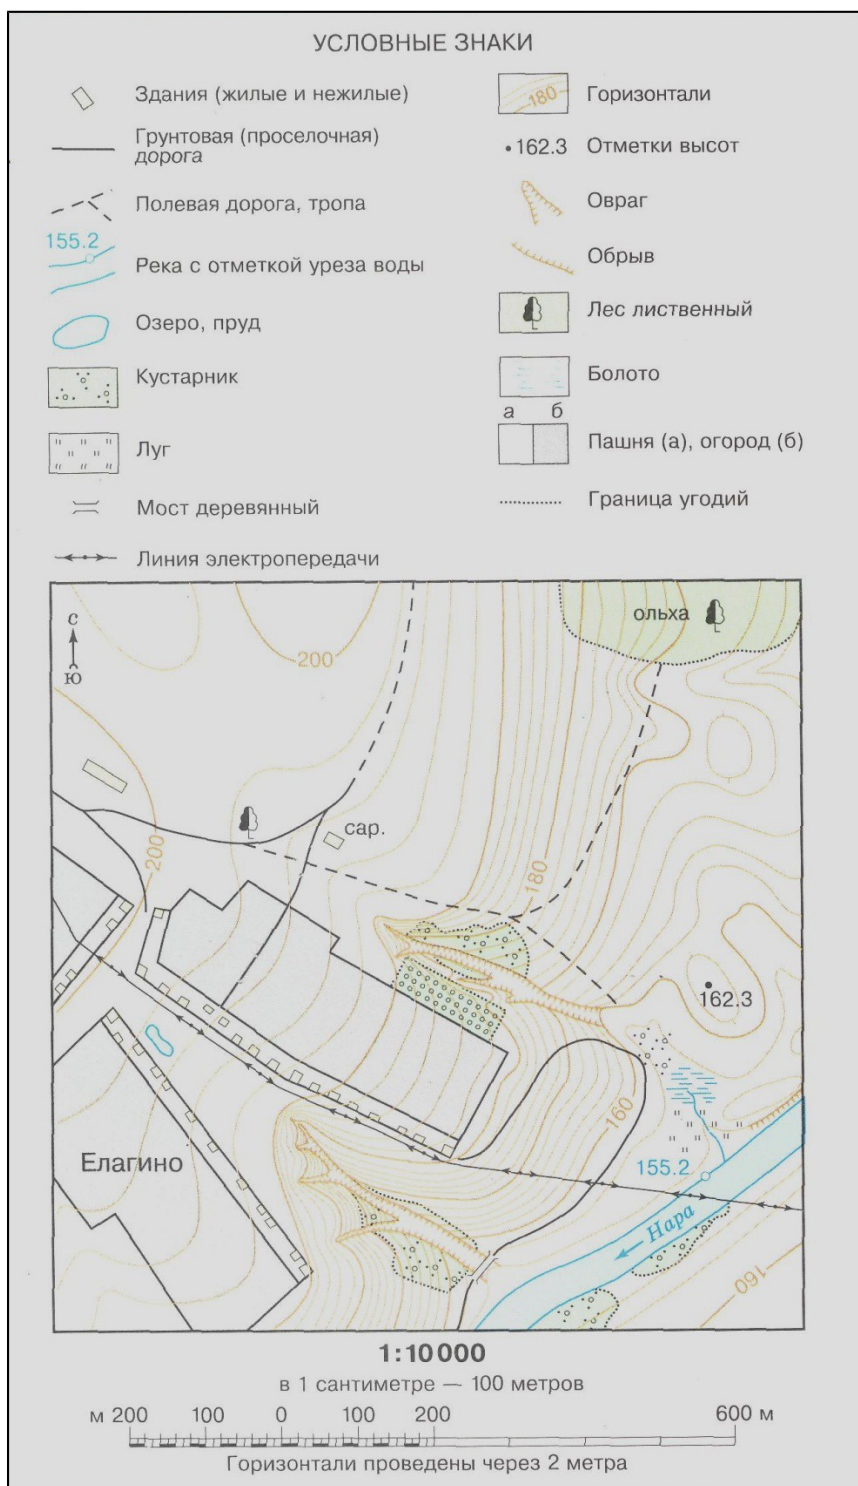 УСЛОВНЫЕ ЗНАКИ
Здания (жилые и нежилые)
Грунтовая (проселочная)
дорога
Полевая дорога, тропа
155.2
Река с отметкой уреза воды
Озеро, пруд
Кустарник
Луг
Мост деревянный
Линия электропередачи
180
Горизонтали
162.3
Отметки высот
Овраг
Обрыв
Лес лиственный
Болото
а б
Пашня (а), огород (б)
Граница угодий
с
ю
ольха
200
сар.
200
180
162.3
160
155.2
Елагино
Нара
160
1:10 000
в 1 сантиметре — 100 метров
м 200 100 0 100 200 600 м
Горизонтали проведены через 2 метра